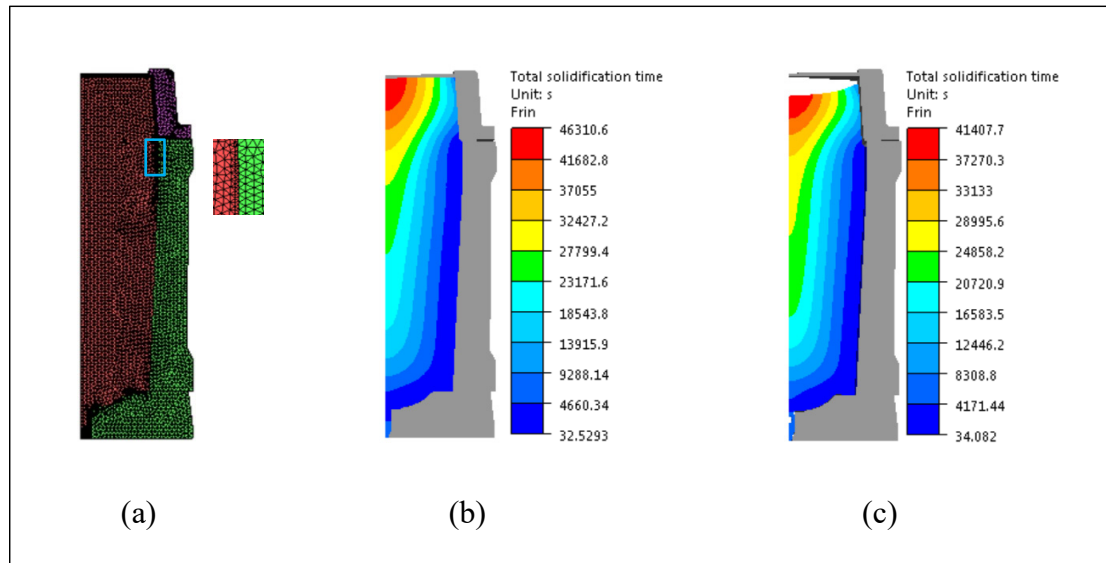 Total solidification time
Unit: s
Frin
46310.6
41682.8
37055
32427.2
27799.4
23171.6
18543.8
13915.9
9288.14
4660.34
32.5293
Total solidification time
Unit: s
Frin
41407.7
37270.3
33133
28995.6
24858.2
20720.9
16583.5
12446.2
8308.8
4171.44
34.082
(a)
(b)
(c)